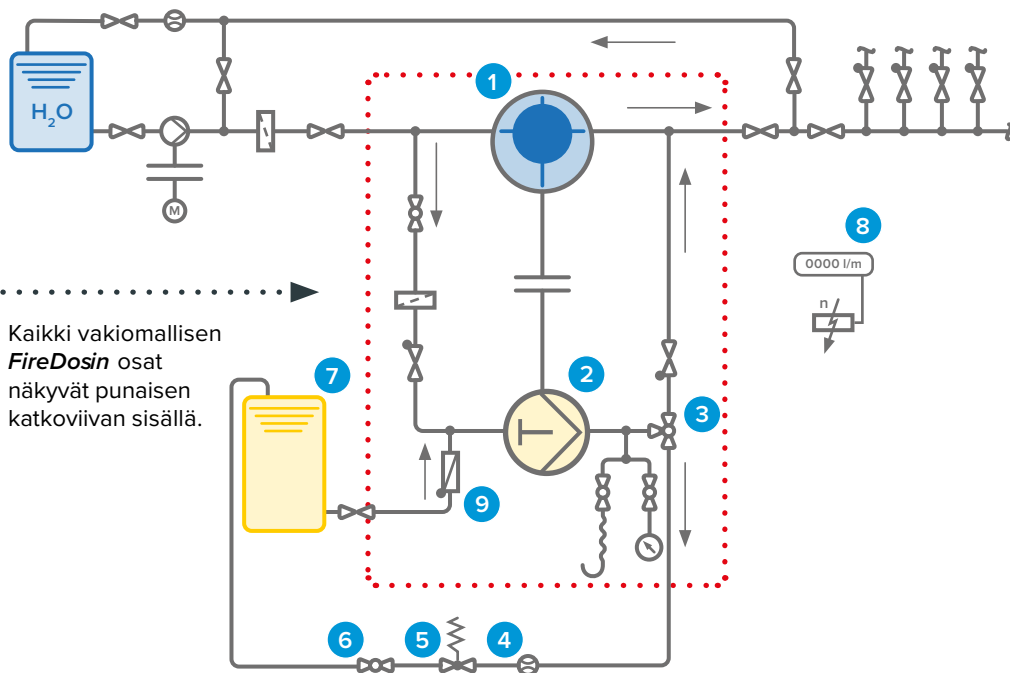 1
H₂O
M
8
0000 l/m
n
Kaikki vakiomallisen
FireDosin osat
näkyvät punaisen
katkoviivan sisällä.
7
2
3
9
6
5
4